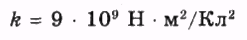 k = 9 · 10⁹ Н · м²/Кл²